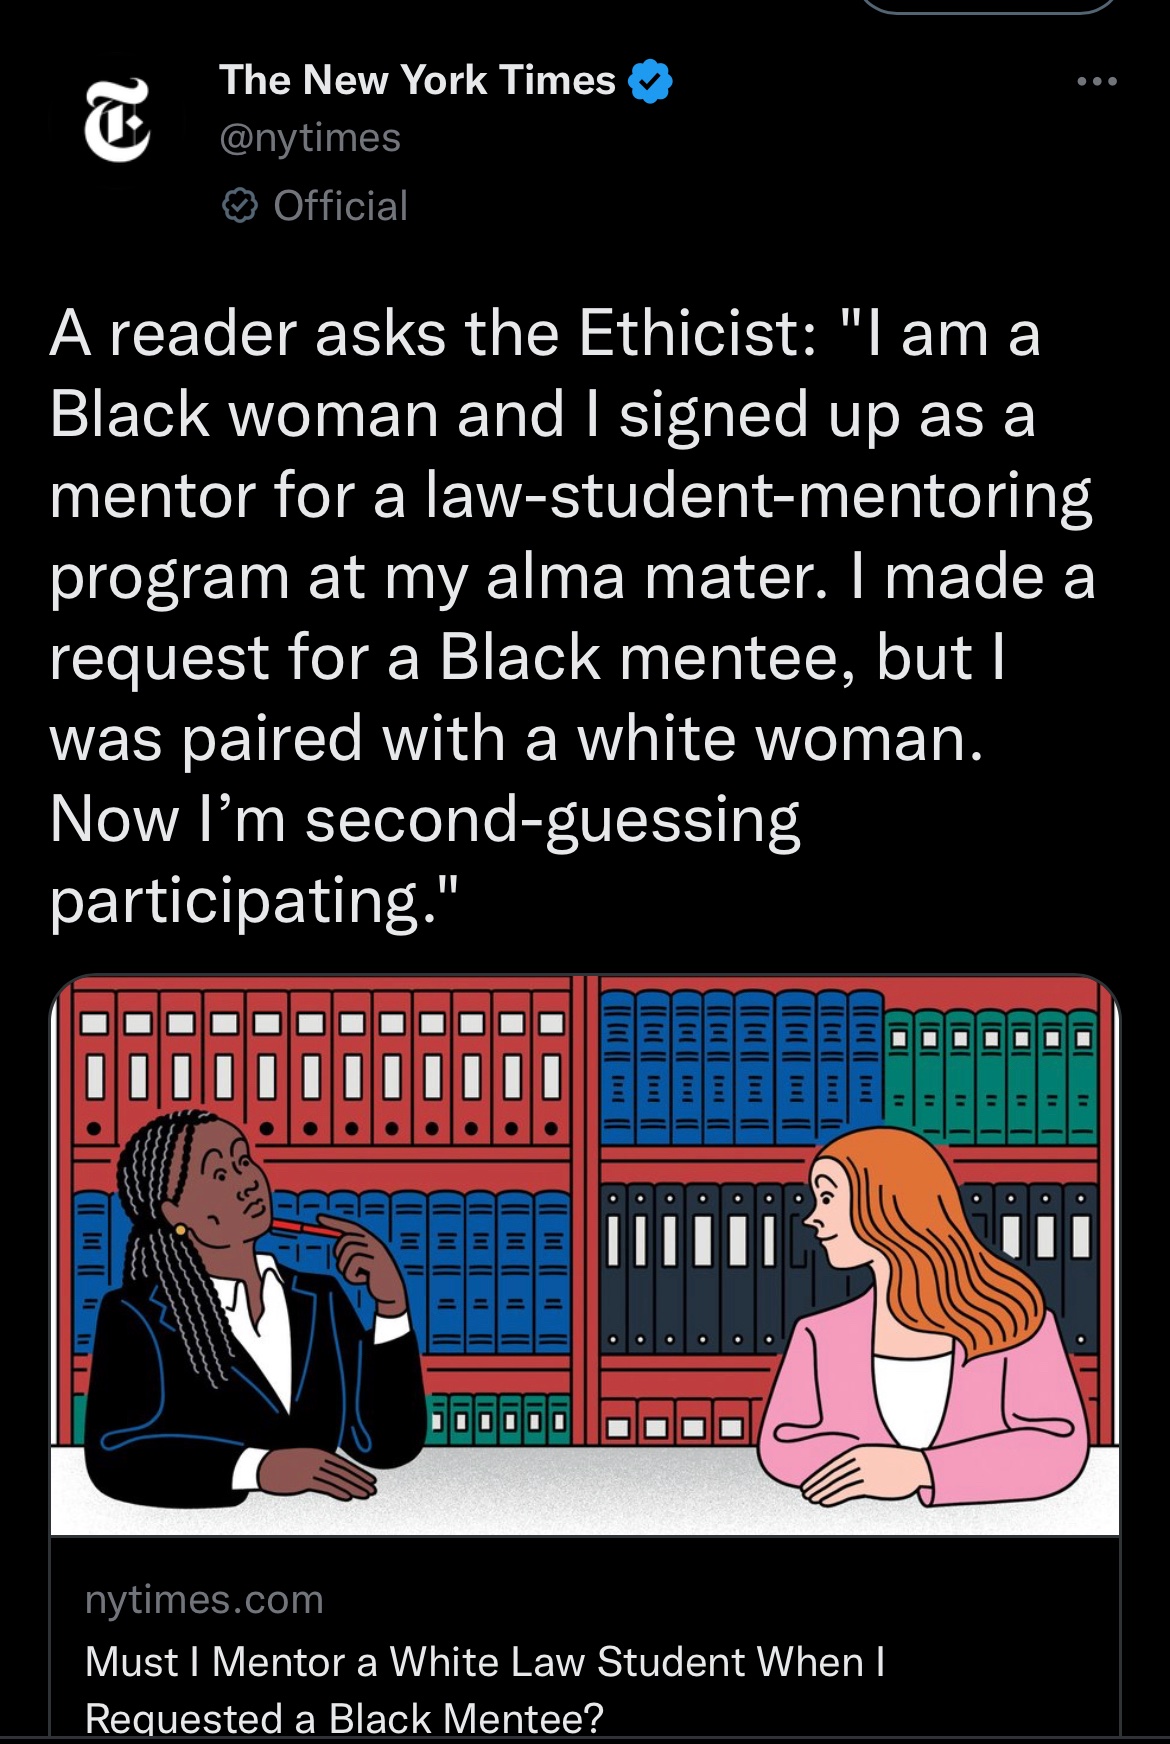 The New York Times
@nytimes
Official
A reader asks the Ethicist: "I am a
Black woman and I signed up as a
mentor for a law-student-mentoring
program at my alma mater. I made a
request for a Black mentee, but I
was paired with a white woman.
Now I’m second-guessing
participating."
nytimes.com
Must I Mentor a White Law Student When I
Requested a Black Mentee?